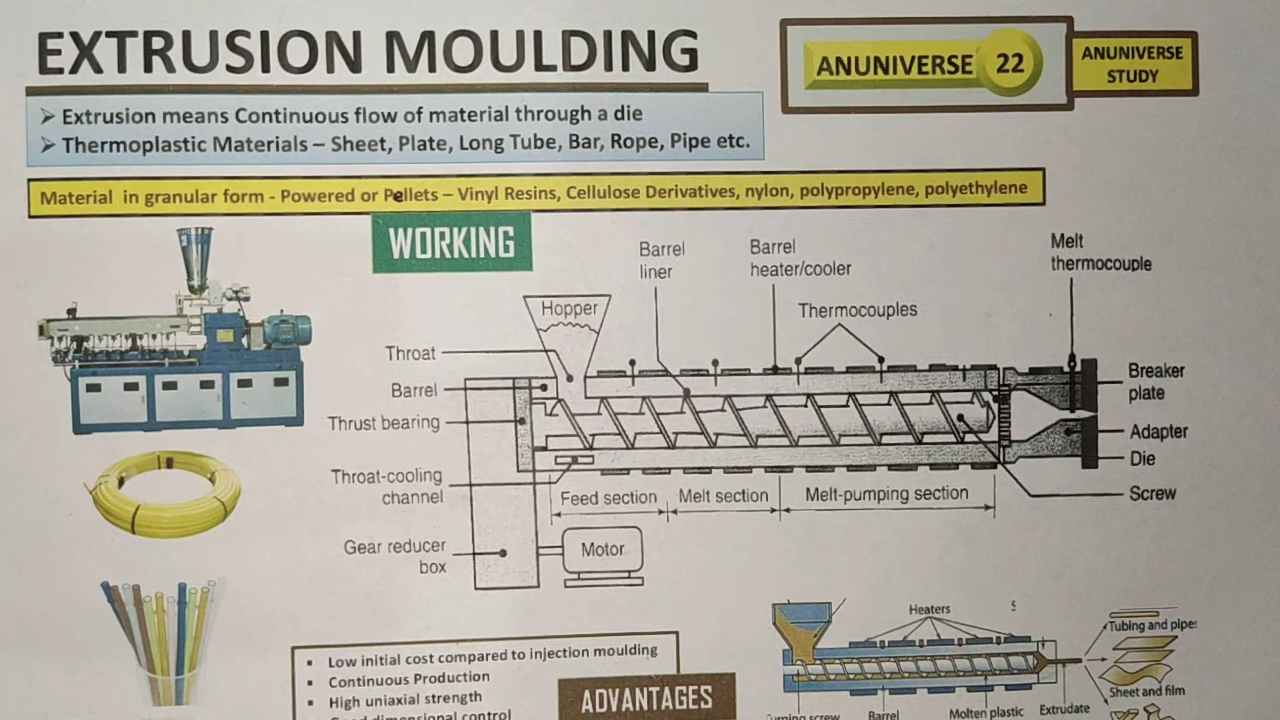 EXTRUSION MOULDING
ANUNIVERSE 22
ANUNIVERSE
STUDY
➢ Extrusion means Continuous flow of material through a die
➢ Thermoplastic Materials – Sheet, Plate, Long Tube, Bar, Rope, Pipe etc.
Material in granular form - Powered or Pellets – Vinyl Resins, Cellulose Derivatives, nylon, polypropylene, polyethylene
WORKING
Barrel
liner
Barrel
heater/cooler
Melt
thermocouple
Hopper
Thermocouples
Throat
Barrel
Thrust bearing
Throat-cooling
channel
Gear reducer
box
Breaker
plate
Adapter
Die
Screw
Feed section
Melt section
Melt-pumping section
Motor
▪ Low initial cost compared to injection moulding
▪ Continuous Production
▪ High uniaxial strength
dimensional control
ADVANTAGES
Heaters
Tubing and pipes
Sheet and film
screw
Barrel
Molten plastic
Extrudate